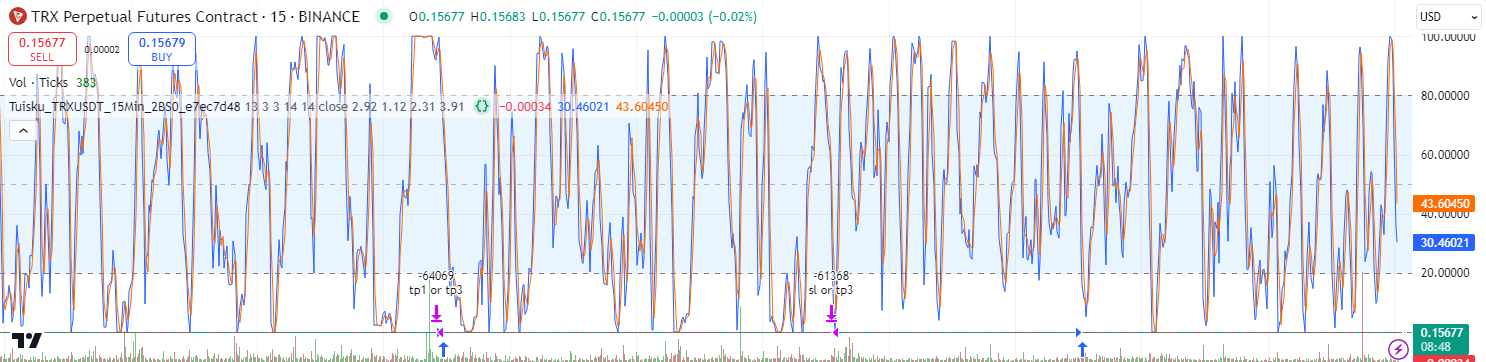 TRX Perpetual Futures Contract · 15 · BINANCE O0.15677 H0.15683 L0.15677 C0.15677 −0.00003 (−0.02%)
USD
0.15677
SELL
0.00002
0.15679
BUY
100.00000
Vol · Ticks 383
Tuisku_TRXUSDT_15Min_2BS0_e7ec7d48 13 3 3 14 14 close 2.92 1.12 2.31 3.91 −0.00034 30.46021 43.60450
80.00000
60.00000
43.60450
40.00000
30.46021
20.00000
-64069
tp1 or tp3
-61368
sl or tp3
0.15677
08:48